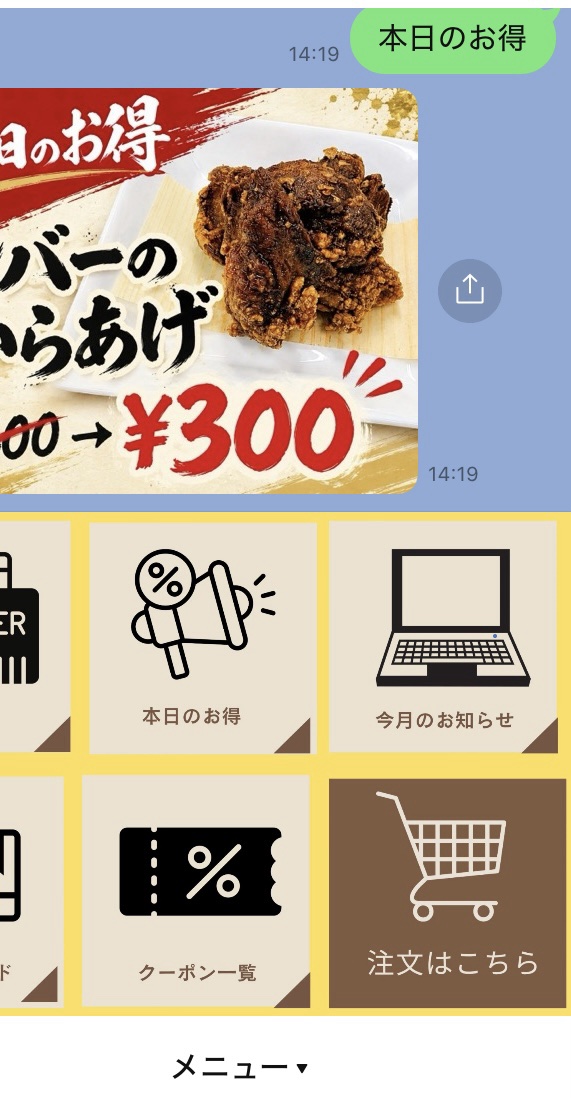 本日のお得
14:19
日のお得
バーの
からあげ
00→¥300
14:19
ER
本日のお得
今月のお知らせ
ド
クーポン一覧
注文はこちら
メニュー▼